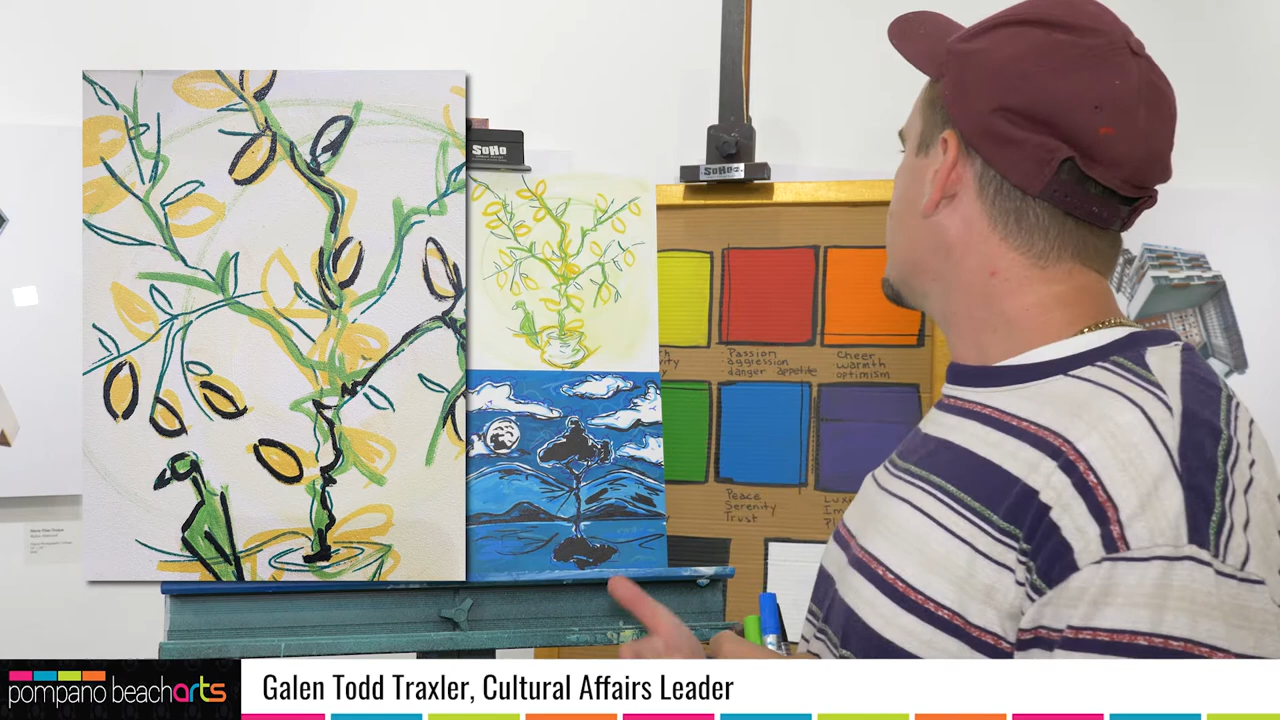 SoHo
SoHo
Passion
aggression
danger appetite
Cheer
warmth
optimism
Peace
Serenity
Trust
pompano beacharts
Galen Todd Traxler, Cultural Affairs Leader